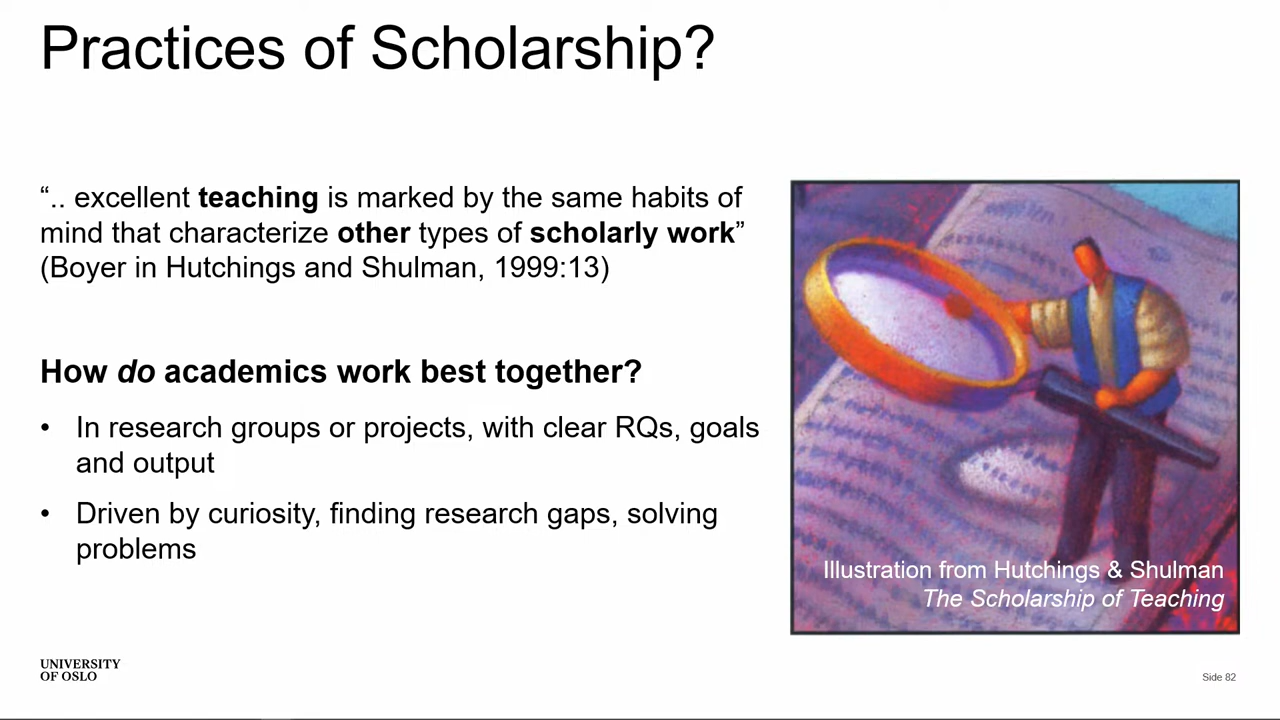 Practices of Scholarship?
“.. excellent teaching is marked by the same habits of
mind that characterize other types of scholarly work”
(Boyer in Hutchings and Shulman, 1999:13)
How do academics work best together?
• In research groups or projects, with clear RQs, goals
and output
• Driven by curiosity, finding research gaps, solving
problems
Illustration from Hutchings & Shulman
The Scholarship of Teaching
UNIVERSITY
OF OSLO
Side 82